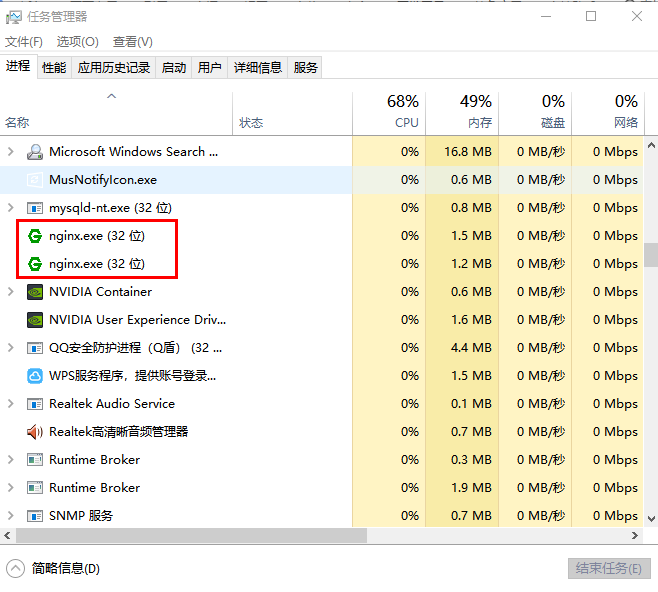 任务管理器
文件(F) 选项(O) 查看(V)
进程 性能 应用历史记录 启动 用户 详细信息 服务
68% 49% 0% 0%
名称 状态 CPU 内存 磁盘 网络
Microsoft Windows Search ... 0% 16.8 MB 0 MB/秒 0 Mbps
MusNotifyIcon.exe 0% 0.6 MB 0 MB/秒 0 Mbps
mysqld-nt.exe (32 位) 0% 0.8 MB 0 MB/秒 0 Mbps
nginx.exe (32 位) 0% 1.5 MB 0 MB/秒 0 Mbps
nginx.exe (32 位) 0% 1.2 MB 0 MB/秒 0 Mbps
NVIDIA Container 0% 0.6 MB 0 MB/秒 0 Mbps
NVIDIA User Experience Driv... 0% 1.6 MB 0 MB/秒 0 Mbps
QQ安全防护进程（Q盾） (32 ... 0% 4.4 MB 0 MB/秒 0 Mbps
WPS服务程序，提供账号登录... 0% 1.5 MB 0 MB/秒 0 Mbps
Realtek Audio Service 0% 0.1 MB 0 MB/秒 0 Mbps
Realtek高清晰音频管理器 0% 0.7 MB 0 MB/秒 0 Mbps
Runtime Broker 0% 0.3 MB 0 MB/秒 0 Mbps
Runtime Broker 0% 1.9 MB 0 MB/秒 0 Mbps
SNMP 服务 0% 0.7 MB 0 MB/秒 0 Mbps
简略信息(D) 结束任务(E)